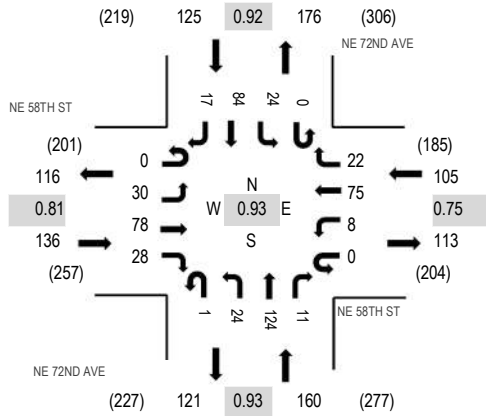 (219) 125 0.92 176 (306)
NE 72ND AVE
17 84 24 0
NE 58TH ST
(201)
116
0.81
136
(257)
0
30
78
28
N
W 0.93 E
S
22
75
8
0
(185)
105
0.75
113
(204)
1 24 124 11
NE 58TH ST
NE 72ND AVE
(227) 121 0.93 160 (277)